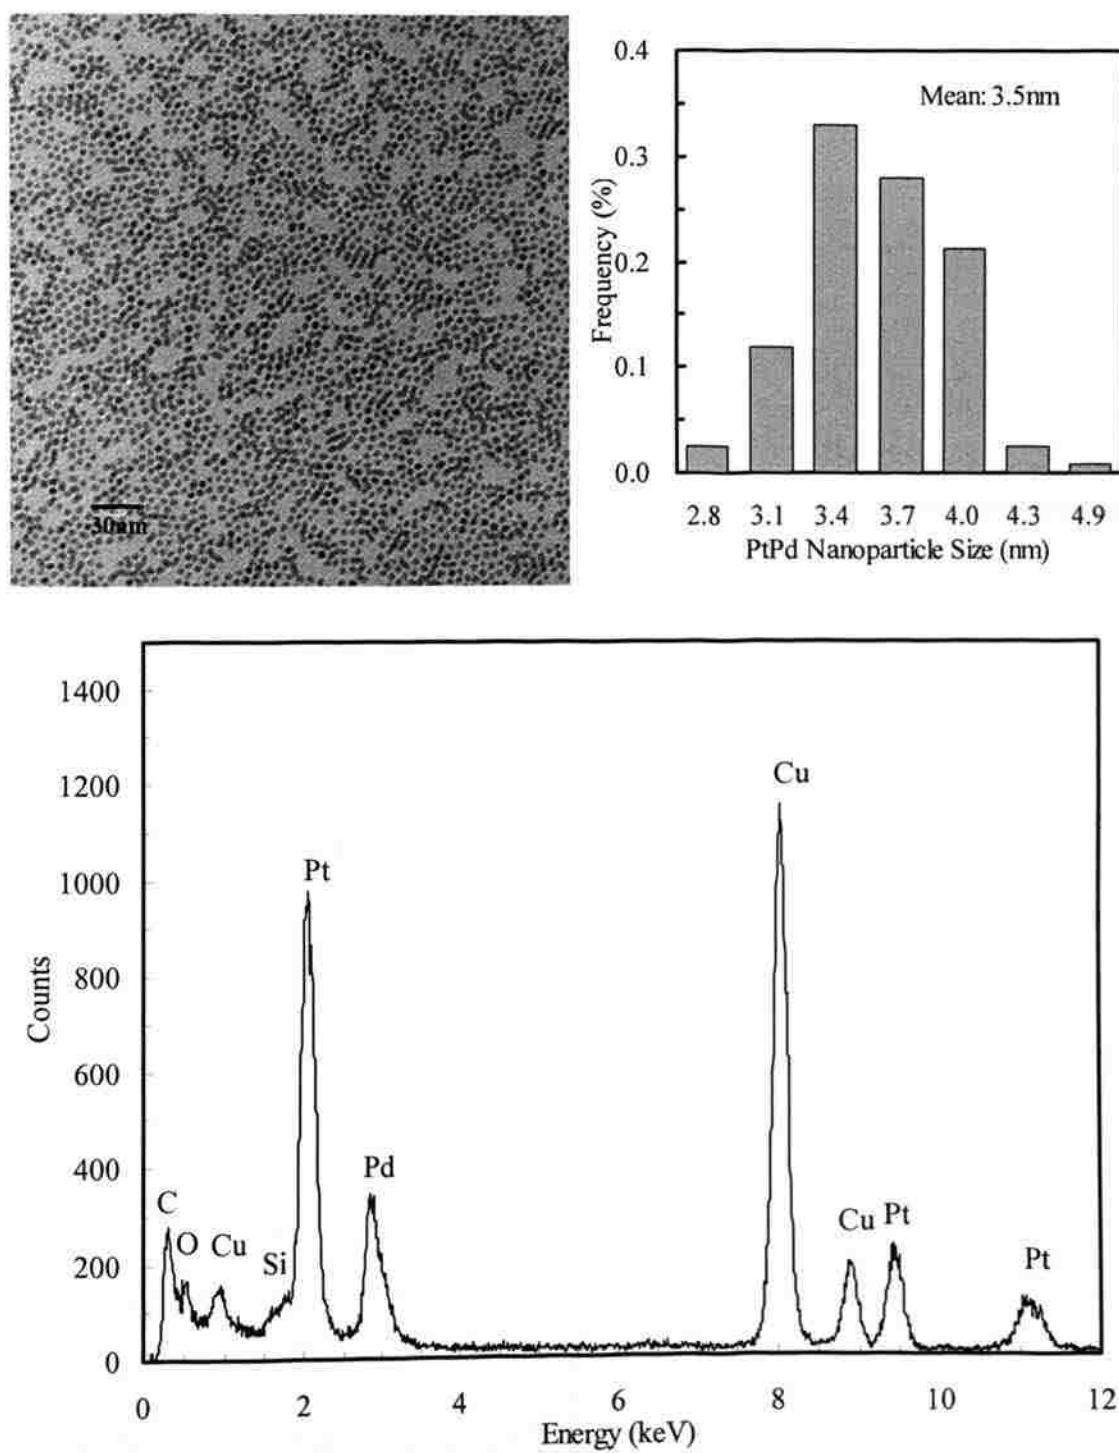 30nm
0.4
0.3
0.2
0.1
0.0
Frequency (%)
Mean: 3.5nm
2.8 3.1 3.4 3.7 4.0 4.3 4.9
PtPd Nanoparticle Size (nm)
1400
1200
1000
800
600
400
200
0
Counts
C
O
Cu
Si
Pt
Pd
Cu
Cu
Pt
Pt
0 2 4 6 8 10 12
Energy (keV)